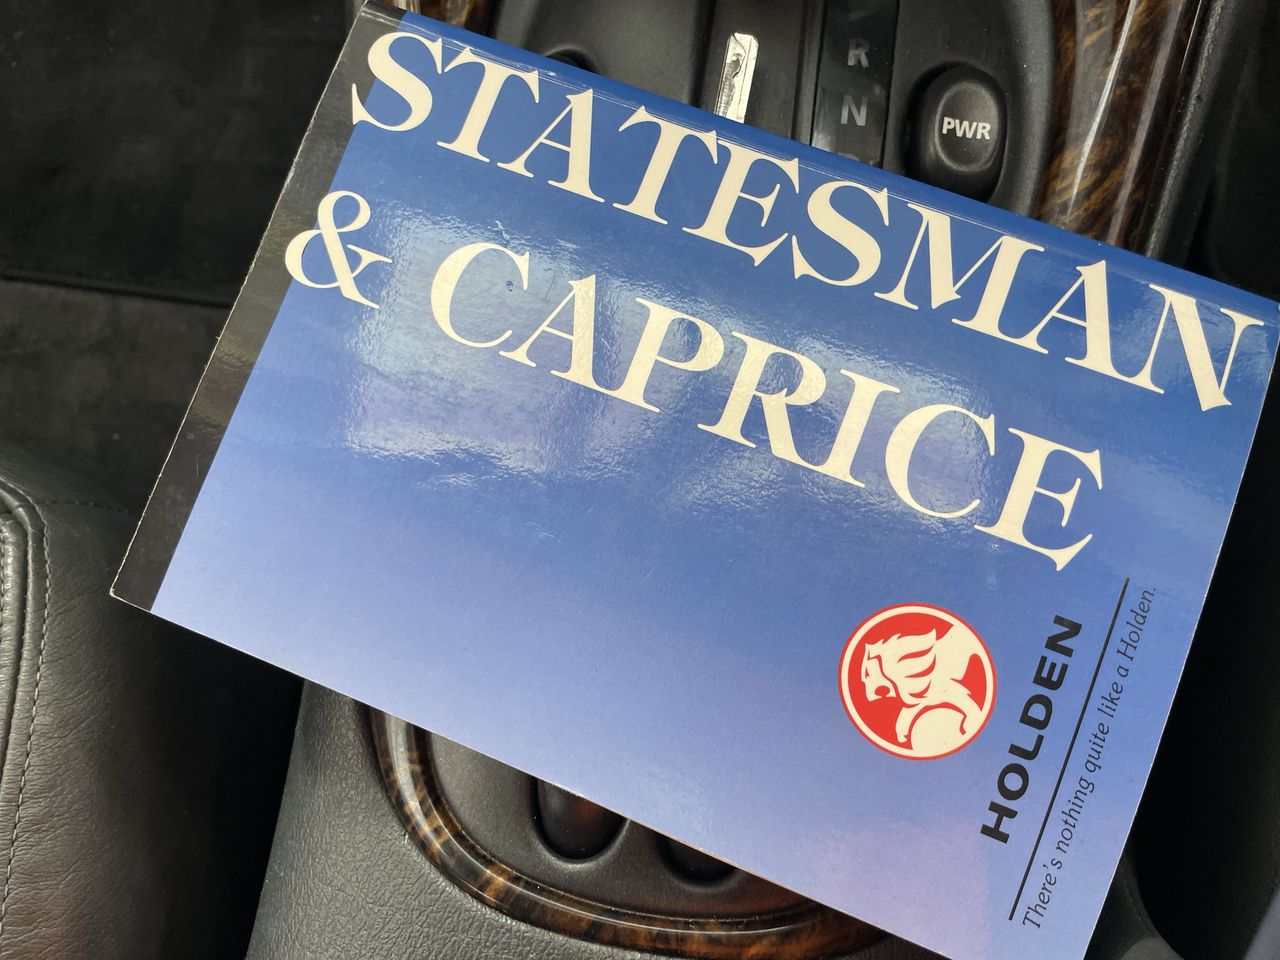 R
N
PWR
STATESMAN
& CAPRICE
HOLDEN
There's nothing quite like a Holden.